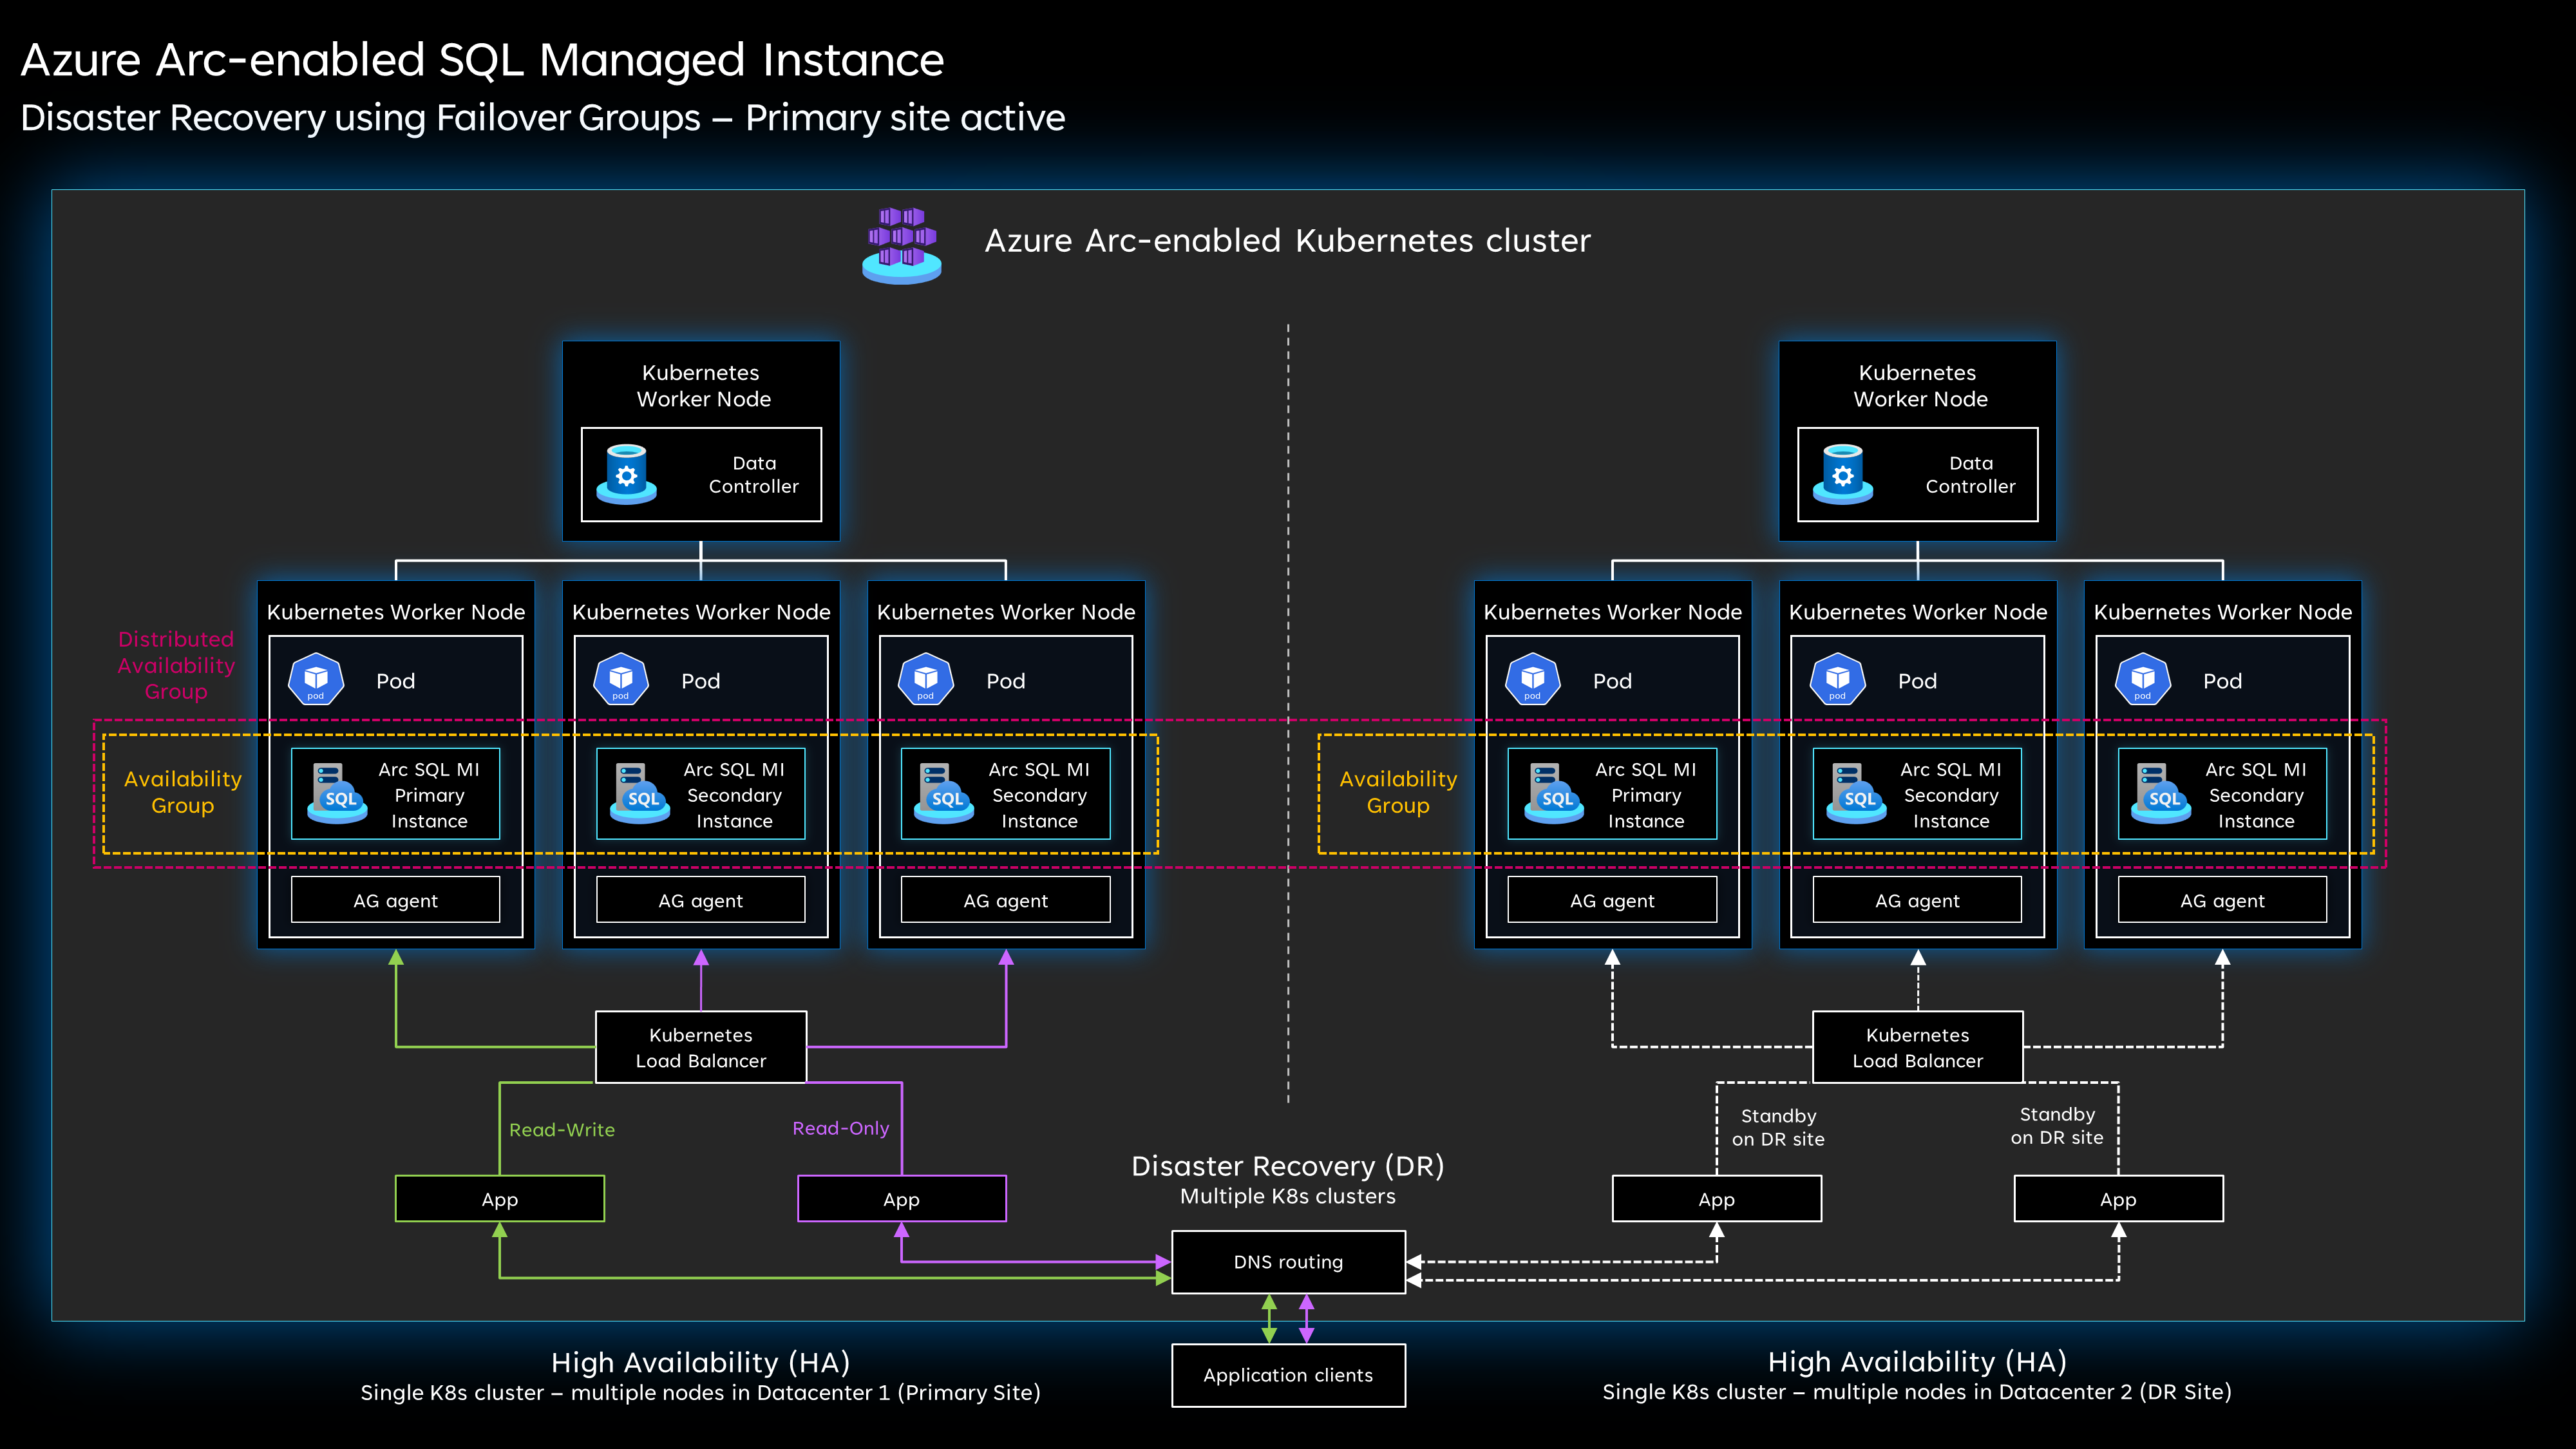 Azure Arc-enabled SQL Managed Instance
Disaster Recovery using Failover Groups – Primary site active
Azure Arc-enabled Kubernetes cluster
Kubernetes
Worker Node
Data
Controller
Kubernetes
Worker Node
Data
Controller
Distributed
Availability
Group
Availability
Group
Kubernetes Worker Node
pod
Pod
Arc SQL MI
Primary
Instance
SQL
AG agent
Kubernetes Worker Node
pod
Pod
Arc SQL MI
Secondary
Instance
SQL
AG agent
Kubernetes Worker Node
pod
Pod
Arc SQL MI
Secondary
Instance
SQL
AG agent
Availability
Group
Kubernetes Worker Node
pod
Pod
Arc SQL MI
Primary
Instance
SQL
AG agent
Kubernetes Worker Node
pod
Pod
Arc SQL MI
Secondary
Instance
SQL
AG agent
Kubernetes Worker Node
pod
Pod
Arc SQL MI
Secondary
Instance
SQL
AG agent
Kubernetes
Load Balancer
Read-Write
Read-Only
App
App
Kubernetes
Load Balancer
Standby
on DR site
Standby
on DR site
App
App
Disaster Recovery (DR)
Multiple K8s clusters
DNS routing
Application clients
High Availability (HA)
Single K8s cluster – multiple nodes in Datacenter 1 (Primary Site)
High Availability (HA)
Single K8s cluster – multiple nodes in Datacenter 2 (DR Site)